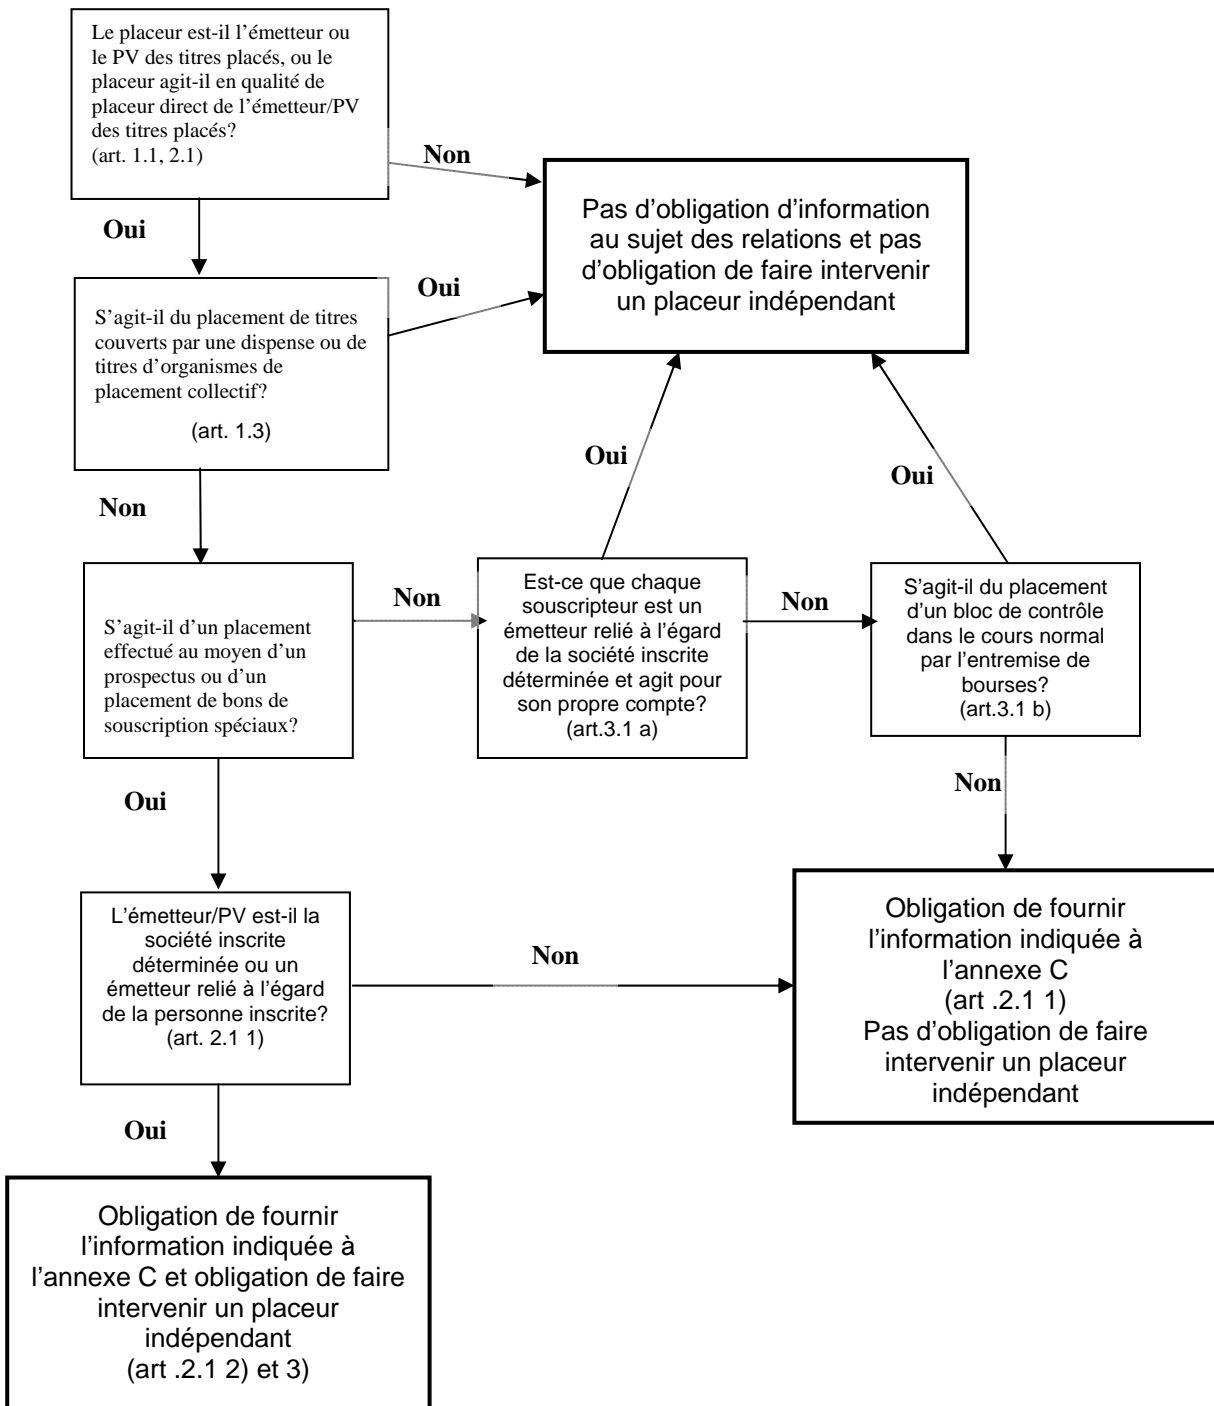 Le placeur est-il l'émetteur ou
le PV des titres placés, ou le
placeur agit-il en qualité de
placeur direct de l'émetteur/PV
des titres placés?
(art. 1.1, 2.1)
Non
Oui
Pas d'obligation d'information
au sujet des relations et pas
d'obligation de faire intervenir
un placeur indépendant
Oui
S'agit-il du placement de titres
couverts par une dispense ou de
titres d'organismes de
placement collectif?
(art. 1.3)
Oui
Oui
Non
S'agit-il d'un placement
effectué au moyen d'un
prospectus ou d'un
placement de bons de
souscription spéciaux?
Non
Est-ce que chaque
souscripteur est un
émetteur relié à l'égard
de la société inscrite
déterminée et agit pour
son propre compte?
(art.3.1 a)
Non
S'agit-il du placement
d'un bloc de contrôle
dans le cours normal
par l'entremise de
bourses?
(art.3.1 b)
Oui
Non
L'émetteur/PV est-il la
société inscrite
déterminée ou un
émetteur relié à l'égard
de la personne inscrite?
(art. 2.1 1)
Non
Obligation de fournir
l'information indiquée à
l'annexe C
(art .2.1 1)
Pas d'obligation de faire
intervenir un placeur
indépendant
Oui
Obligation de fournir
l'information indiquée à
l'annexe C et obligation de faire
intervenir un placeur
indépendant
(art .2.1 2) et 3)